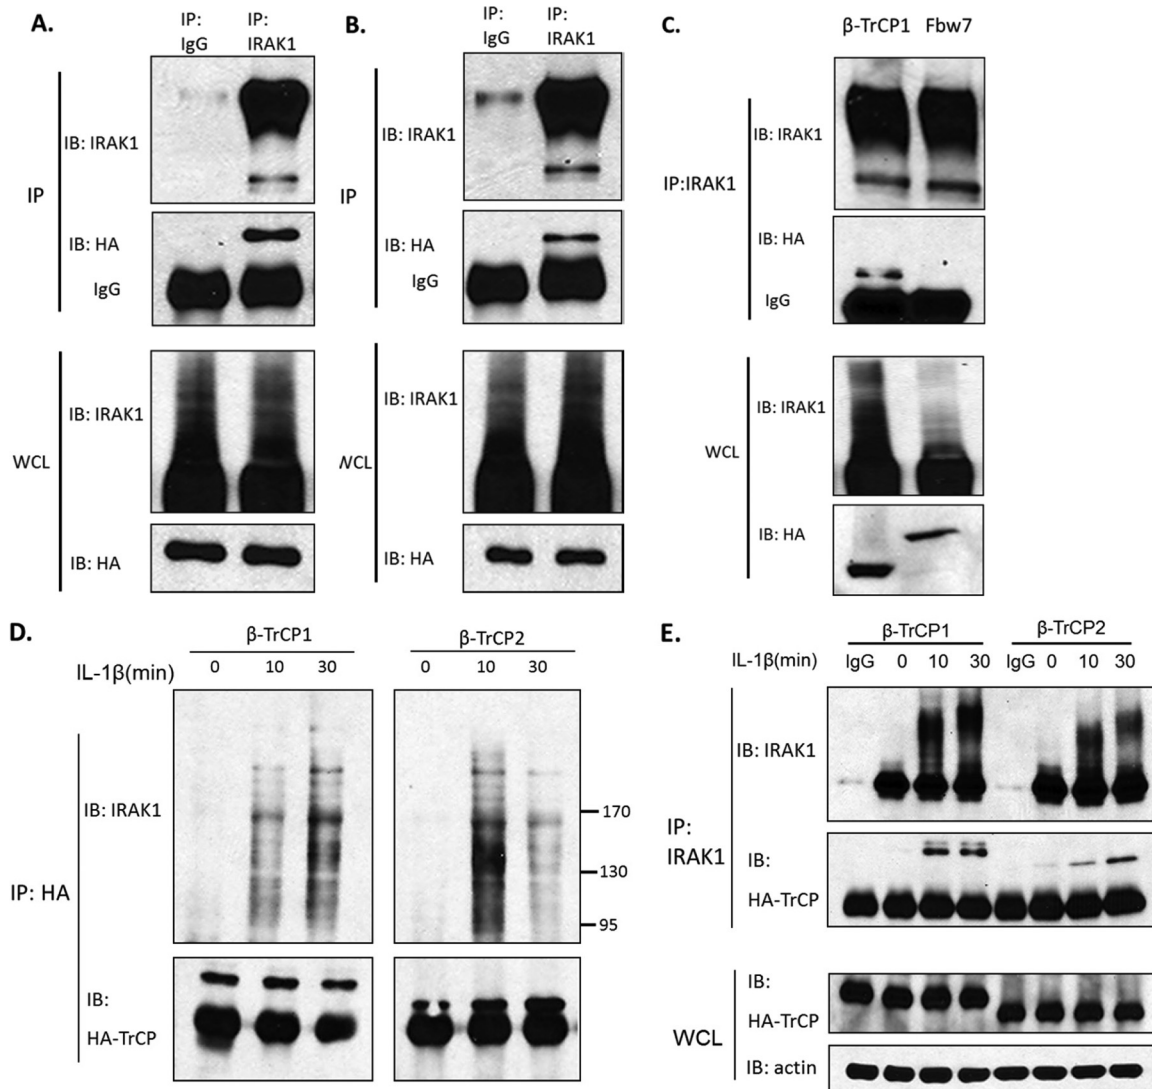 A.
IP:
IgG
IP:
IRAK1
IP
IB: IRAK1
IB: HA
IgG
WCL
IB: IRAK1
IB: HA
B.
IP:
IgG
IP:
IRAK1
IP
IB: IRAK1
IB: HA
IgG
WCL
IB: IRAK1
IB: HA
C.
β-TrCP1 Fbw7
IP:IRAK1
IB: IRAK1
IB: HA
IgG
WCL
IB: IRAK1
IB: HA
D.
β-TrCP1 β-TrCP2
IL-1β(min) 0 10 30 0 10 30
IP: HA
IB: IRAK1
170
130
95
IB:
HA-TrCP
E.
β-TrCP1 β-TrCP2
IL-1β(min) IgG 0 10 30 IgG 0 10 30
IP:
IRAK1
IB: IRAK1
IB:
HA-TrCP
WCL
IB:
HA-TrCP
IB: actin